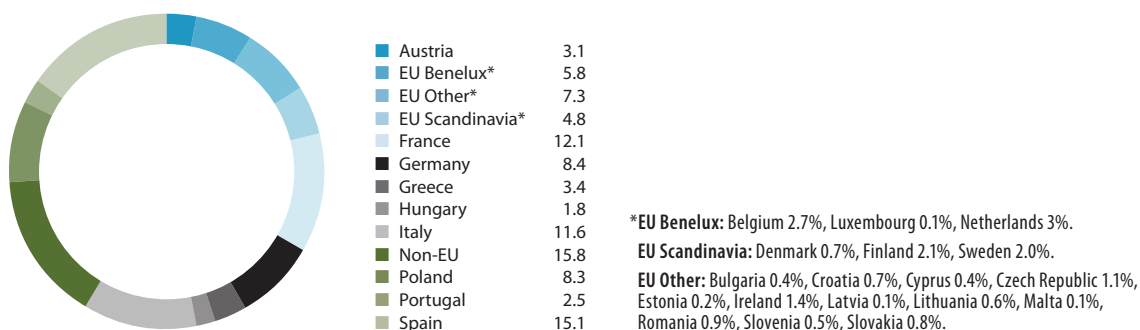 Austria 3.1
EU Benelux* 5.8
EU Other* 7.3
EU Scandinavia* 4.8
France 12.1
Germany 8.4
Greece 3.4
Hungary 1.8
Italy 11.6
Non-EU 15.8
Poland 8.3
Portugal 2.5
Spain 15.1
*EU Benelux: Belgium 2.7%, Luxembourg 0.1%, Netherlands 3%.
EU Scandinavia: Denmark 0.7%, Finland 2.1%, Sweden 2.0%.
EU Other: Bulgaria 0.4%, Croatia 0.7%, Cyprus 0.4%, Czech Republic 1.1%,
Estonia 0.2%, Ireland 1.4%, Latvia 0.1%, Lithuania 0.6%, Malta 0.1%,
Romania 0.9%, Slovenia 0.5%, Slovakia 0.8%.